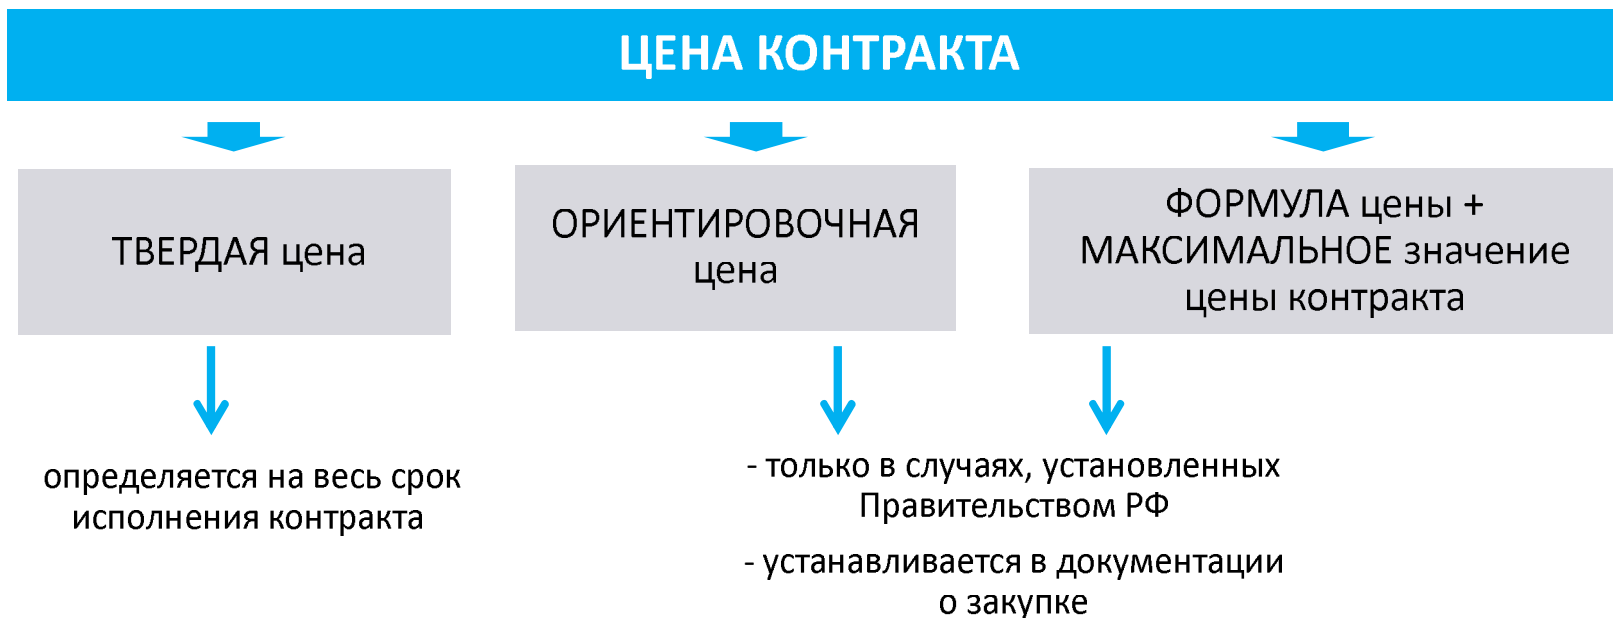 ЦЕНА КОНТРАКТА
ТВЕРДАЯ цена
ОРИЕНТИРОВОЧНАЯ
цена
ФОРМУЛА цены +
МАКСИМАЛЬНОЕ значение
цены контракта
определяется на весь срок
исполнения контракта
- только в случаях, установленных
Правительством РФ
- устанавливается в документации
о закупке